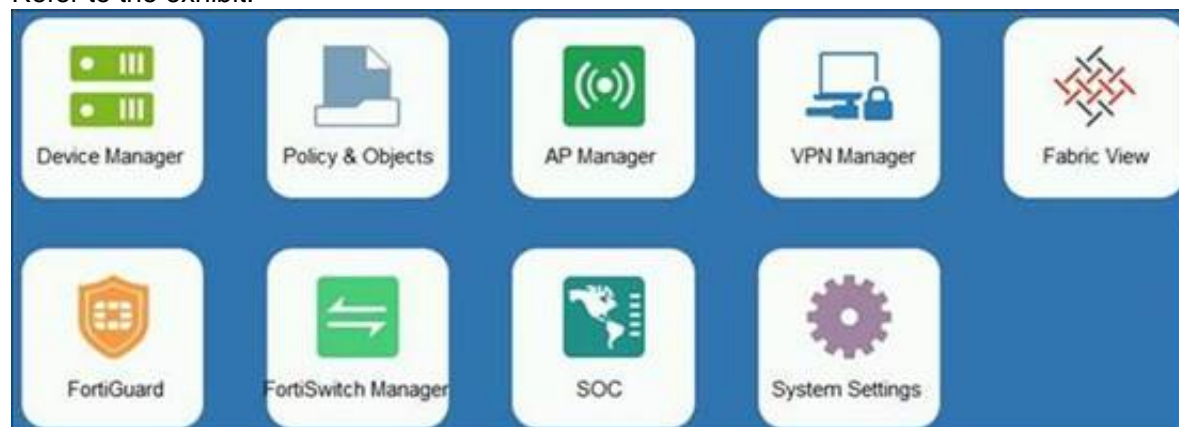 Refer to the exhibit.
Device Manager
Policy & Objects
AP Manager
VPN Manager
Fabric View
FortiGuard
FortiSwitch Manager
SOC
System Settings